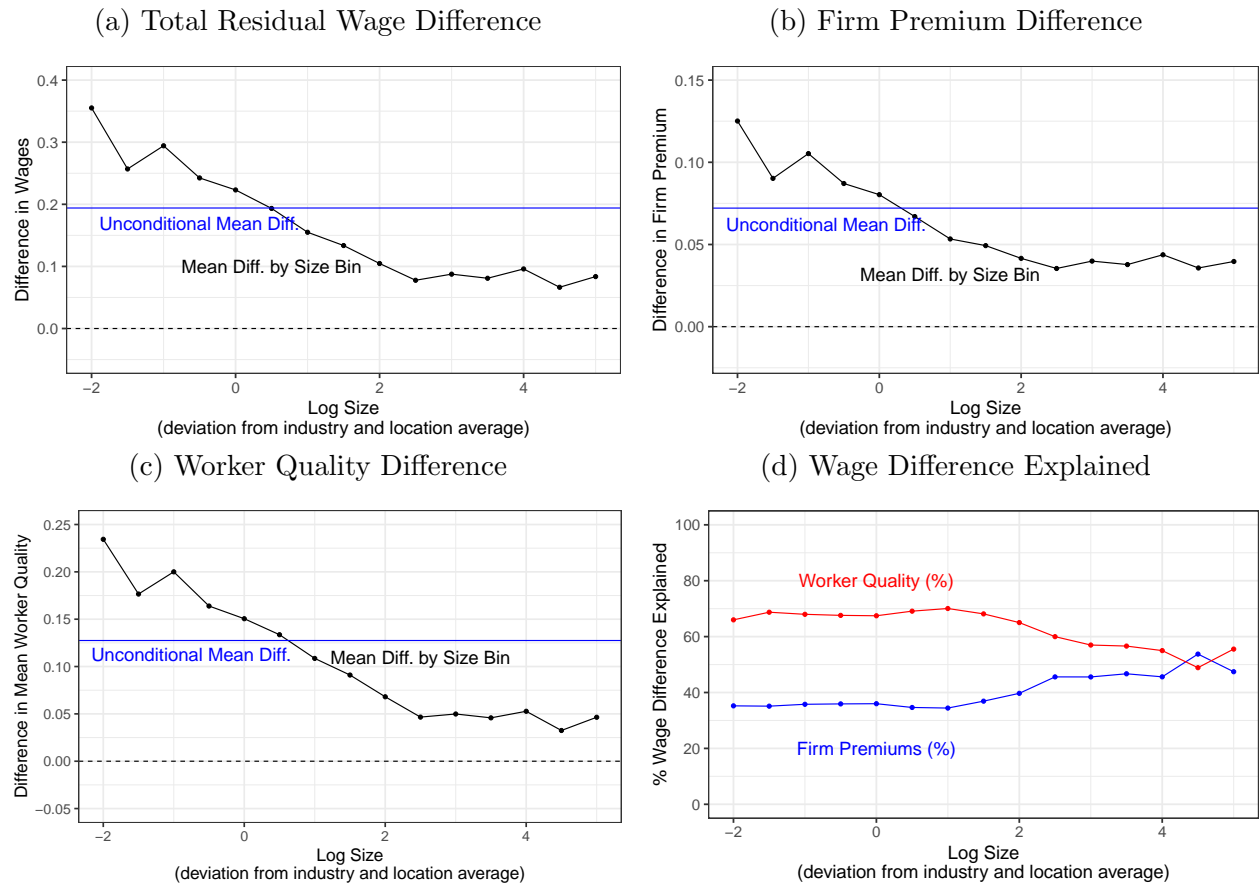 (a) Total Residual Wage Difference
Difference in Wages
0.4
0.3
0.2
0.1
0.0
Unconditional Mean Diff.
Mean Diff. by Size Bin
−2
0
2
4
Log Size
(deviation from industry and location average)
(b) Firm Premium Difference
Difference in Firm Premium
0.15
0.10
0.05
0.00
Unconditional Mean Diff.
Mean Diff. by Size Bin
−2
0
2
4
Log Size
(deviation from industry and location average)
(c) Worker Quality Difference
Difference in Mean Worker Quality
0.25
0.20
0.15
0.10
0.05
0.00
−0.05
Unconditional Mean Diff.
Mean Diff. by Size Bin
−2
0
2
4
Log Size
(deviation from industry and location average)
(d) Wage Difference Explained
% Wage Difference Explained
100
80
60
40
20
0
Worker Quality (%)
Firm Premiums (%)
−2
0
2
4
Log Size
(deviation from industry and location average)